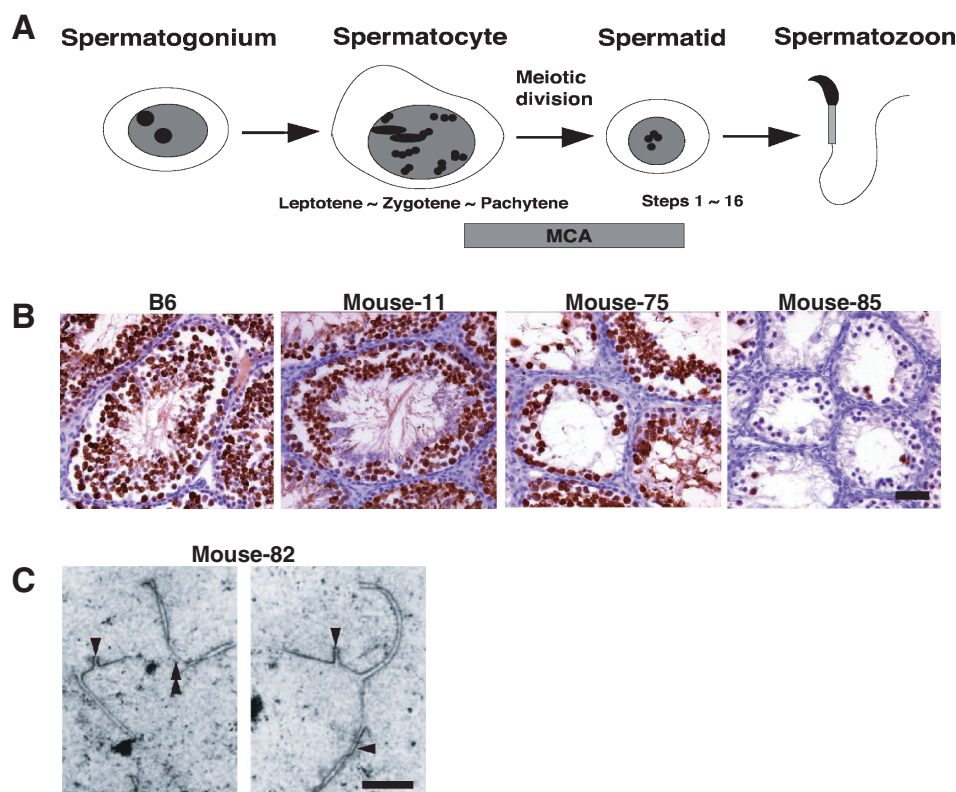 A
Spermatogonium Spermatocyte Spermatid Spermatozoon
Meiotic
division
Leptotene ~ Zygotene ~ Pachytene Steps 1 ~ 16
MCA
B
B6 Mouse-11 Mouse-75 Mouse-85
Mouse-82
C